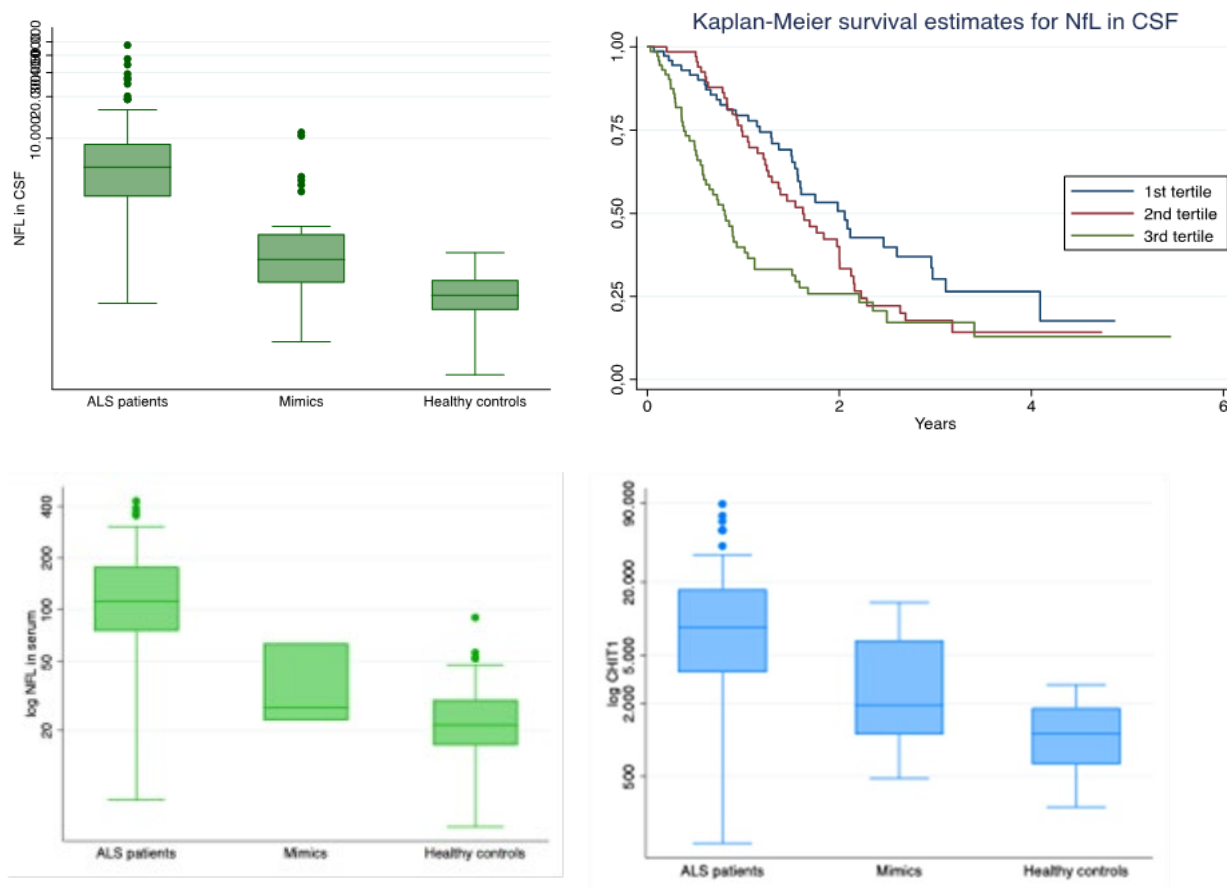 NFL in CSF
10.000
20.000
ALS patients
Mimics
Healthy controls
Kaplan-Meier survival estimates for NfL in CSF
1,00
0,75
0,50
0,25
0,00
1st tertile
2nd tertile
3rd tertile
0
2
4
6
Years
log NFL in serum
400
200
100
50
20
ALS patients
Mimics
Healthy controls
log CHIT1
90.000
20.000
5.000
2.000
500
ALS patients
Mimics
Healthy controls